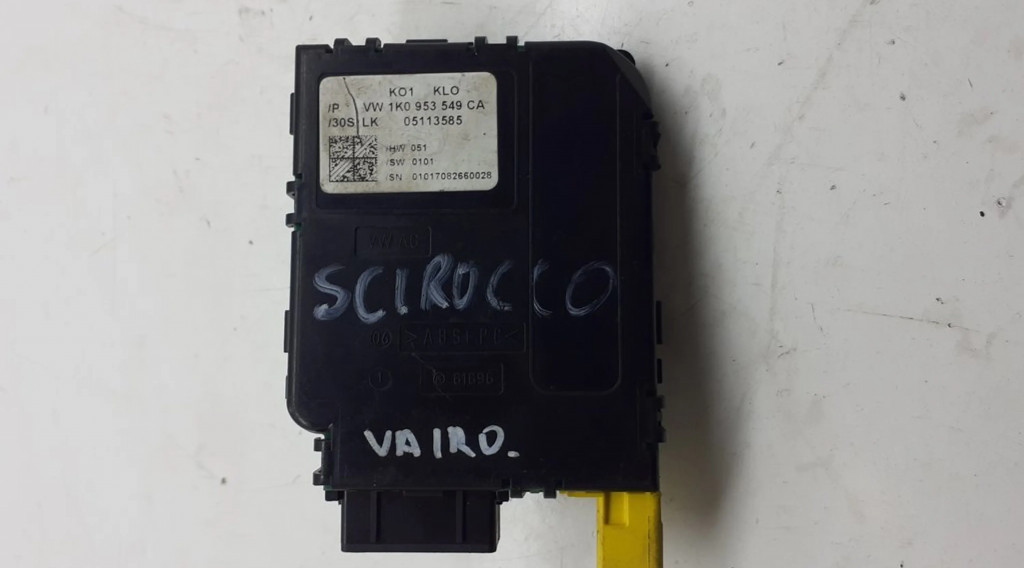 KO1 KLO
/P VW 1K0 953 549 CA
/30S LK 05113585
/HW 051
/SW 0101
/SN 01017082660028
SCIROCCO
VAIRO.